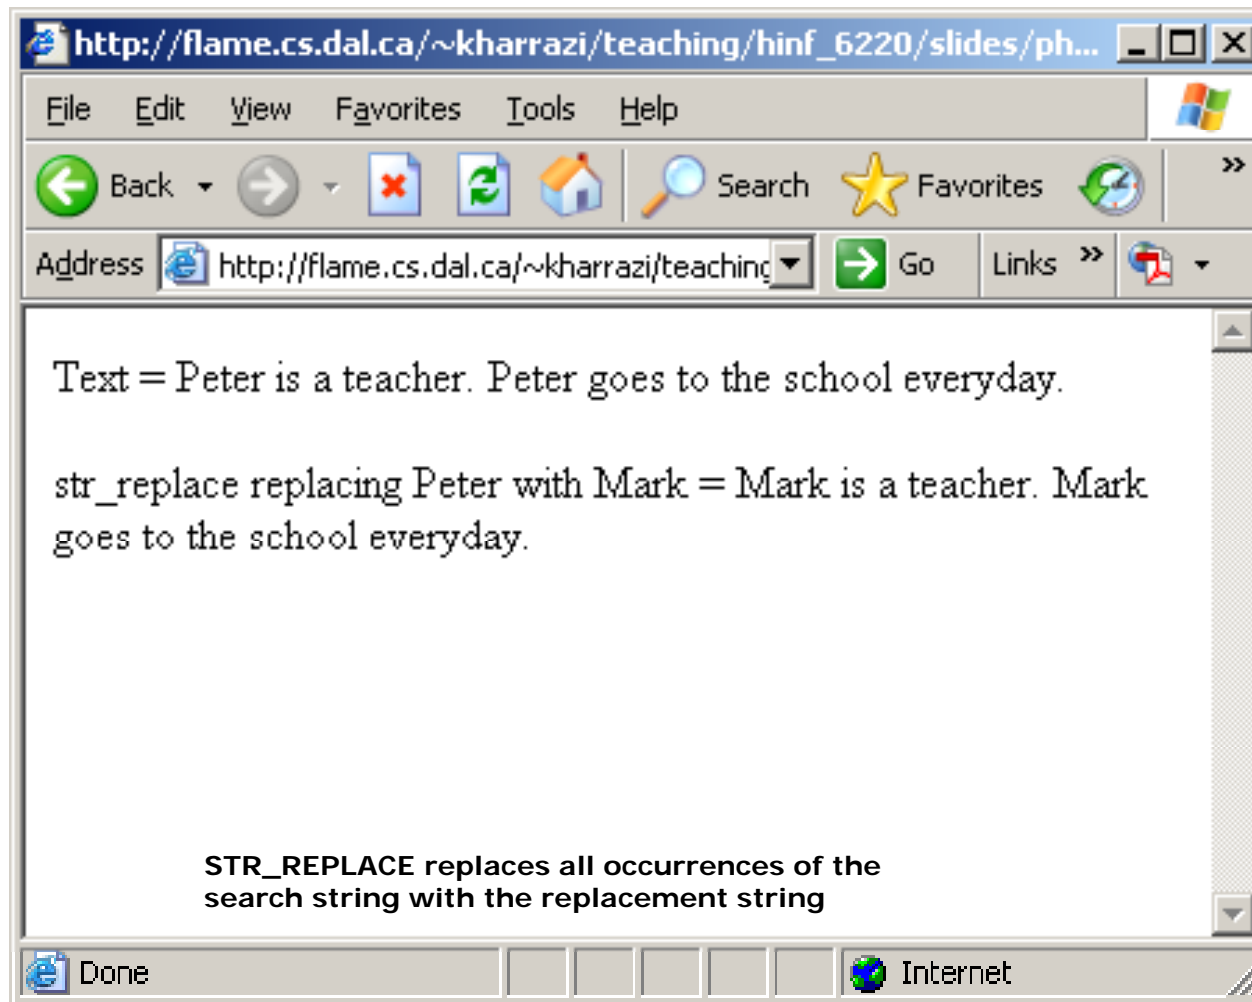 http://flame.cs.dal.ca/~kharrazi/teaching/hinf_6220/slides/ph...
File Edit View Favorites Tools Help
Back Search Favorites »
Address http://flame.cs.dal.ca/~kharrazi/teaching Go Links »
Text = Peter is a teacher. Peter goes to the school everyday.
str_replace replacing Peter with Mark = Mark is a teacher. Mark
goes to the school everyday.
STR_REPLACE replaces all occurrences of the
search string with the replacement string
Done Internet